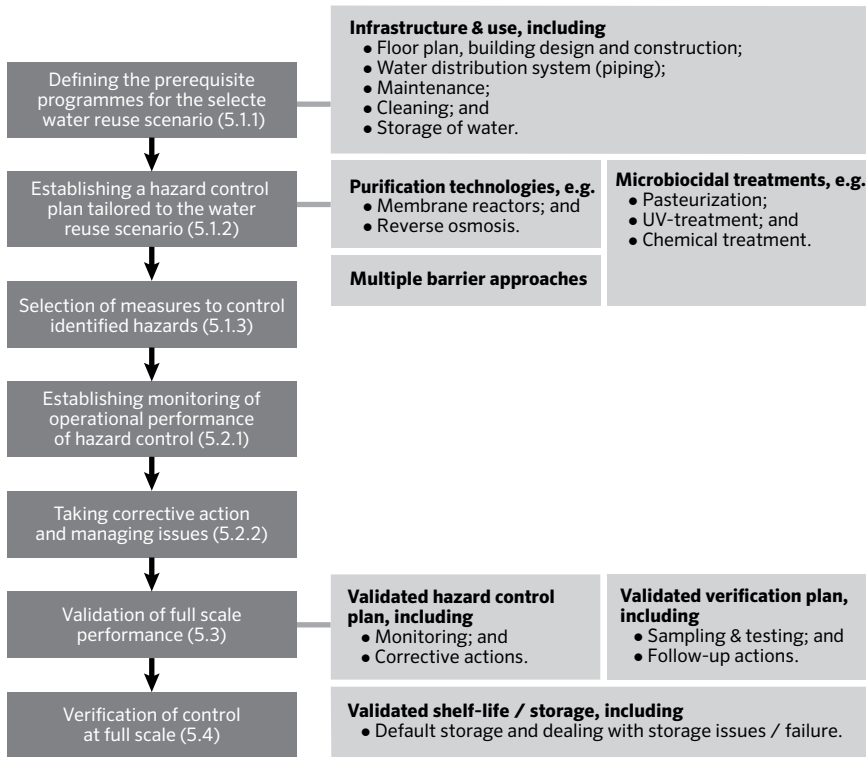 Defining the prerequisite
programmes for the selecte
water reuse scenario (5.1.1)
Infrastructure & use, including
• Floor plan, building design and construction;
• Water distribution system (piping);
• Maintenance;
• Cleaning; and
• Storage of water.
Establishing a hazard control
plan tailored to the water
reuse scenario (5.1.2)
Purification technologies, e.g.
• Membrane reactors; and
• Reverse osmosis.
Microbiocidal treatments, e.g.
• Pasteurization;
• UV-treatment; and
• Chemical treatment.
Multiple barrier approaches
Selection of measures to control
identified hazards (5.1.3)
Establishing monitoring of
operational performance
of hazard control (5.2.1)
Taking corrective action
and managing issues (5.2.2)
Validation of full scale
performance (5.3)
Validated hazard control
plan, including
• Monitoring; and
• Corrective actions.
Validated verification plan,
including
• Sampling & testing; and
• Follow-up actions.
Verification of control
at full scale (5.4)
Validated shelf-life / storage, including
• Default storage and dealing with storage issues / failure.